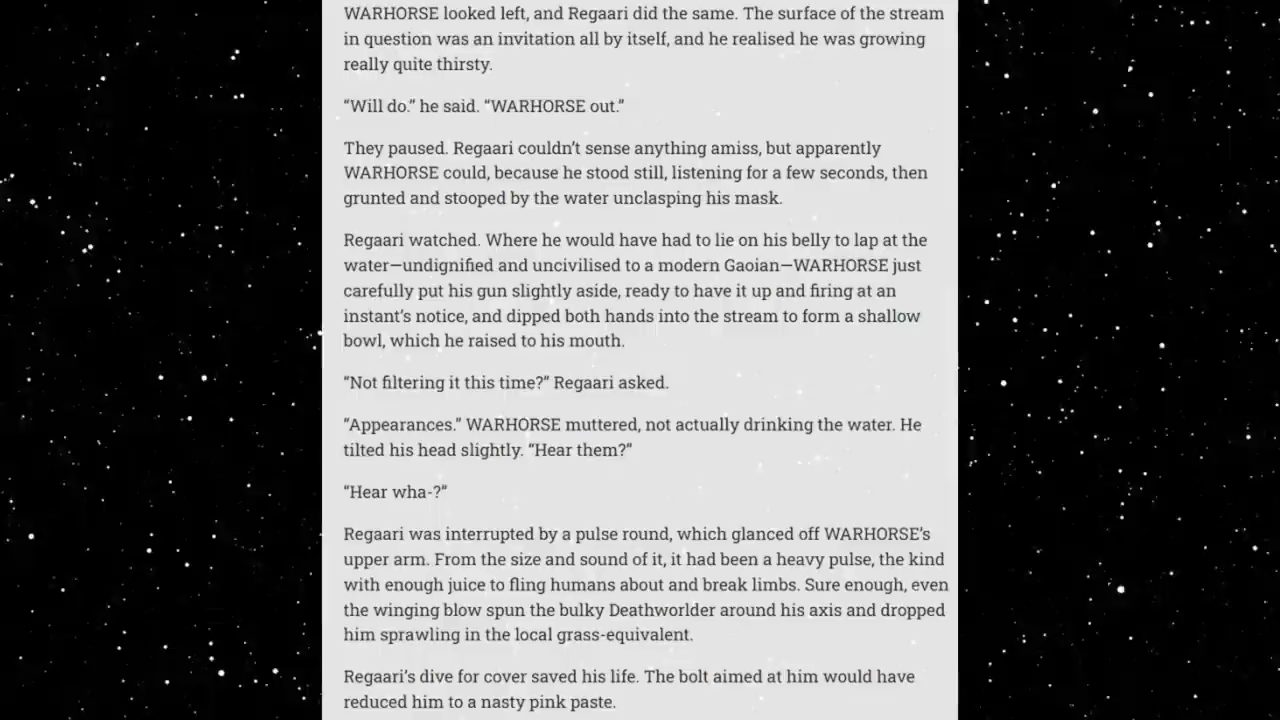 WARHORSE looked left, and Regaari did the same. The surface of the stream
in question was an invitation all by itself, and he realised he was growing
really quite thirsty.
“Will do.” he said. “WARHORSE out.”
They paused. Regaari couldn’t sense anything amiss, but apparently
WARHORSE could, because he stood still, listening for a few seconds, then
grunted and stooped by the water unclasping his mask.
Regaari watched. Where he would have had to lie on his belly to lap at the
water—undignified and uncivilised to a modern Gaoian—WARHORSE just
carefully put his gun slightly aside, ready to have it up and firing at an
instant’s notice, and dipped both hands into the stream to form a shallow
bowl, which he raised to his mouth.
“Not filtering it this time?” Regaari asked.
“Appearances.” WARHORSE muttered, not actually drinking the water. He
tilted his head slightly. “Hear them?”
“Hear wha-?”
Regaari was interrupted by a pulse round, which glanced off WARHORSE’s
upper arm. From the size and sound of it, it had been a heavy pulse, the kind
with enough juice to fling humans about and break limbs. Sure enough, even
the winging blow spun the bulky Deathworlder around his axis and dropped
him sprawling in the local grass-equivalent.
Regaari’s dive for cover saved his life. The bolt aimed at him would have
reduced him to a nasty pink paste.